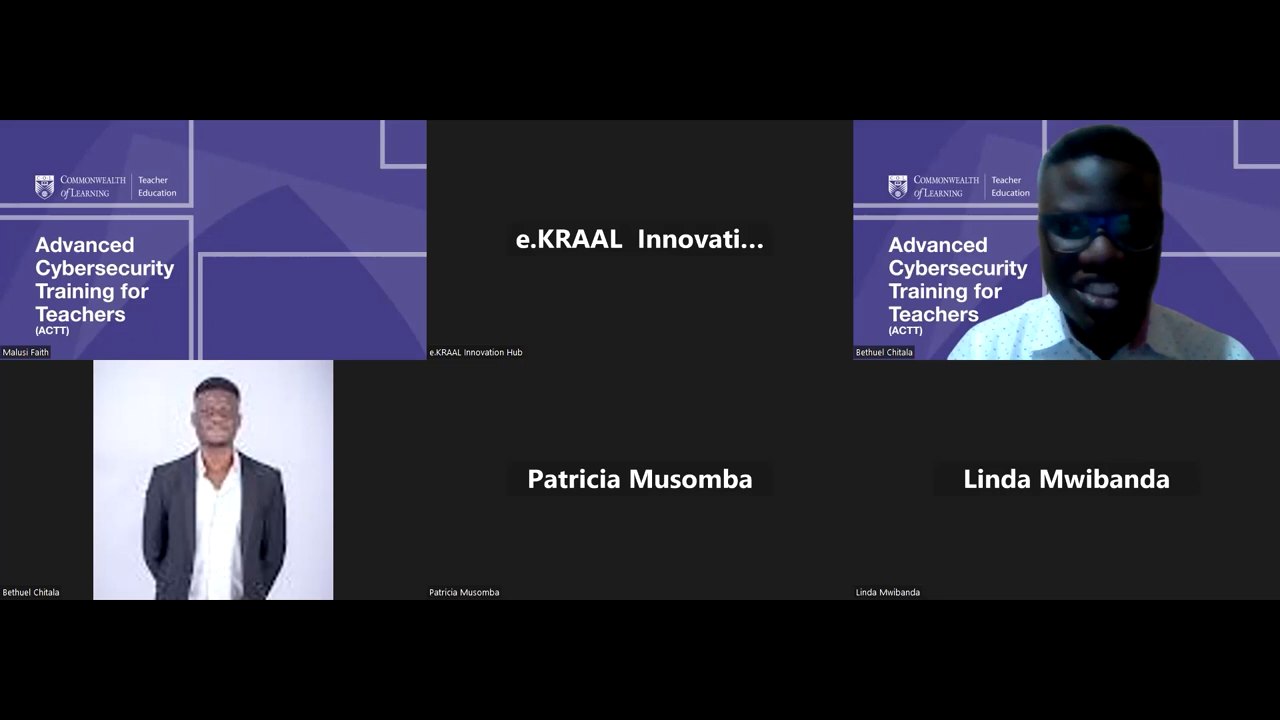 C O L
COMMONWEALTH
of LEARNING
Teacher
Education
Advanced
Cybersecurity
Training for
Teachers
(ACTT)
Malusi Faith
e.KRAAL Innovati...
e.KRAAL Innovation Hub
C O L
COMMONWEALTH
of LEARNING
Teacher
Education
Advanced
Cybersecurity
Training for
Teachers
(ACTT)
Bethuel Chitala
Bethuel Chitala
Patricia Musomba
Patricia Musomba
Linda Mwibanda
Linda Mwibanda